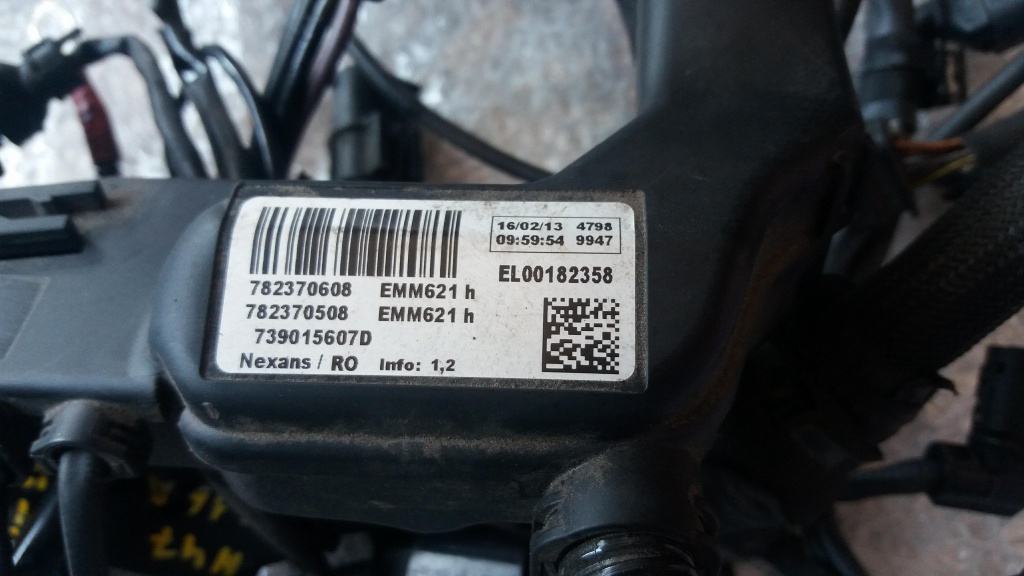 16/02/13 4798
09:59:54 9947
EL00182358
782370608 EMM621 h
782370508 EMM621 h
739015607D
Nexans / RO Info: 1,2
N47